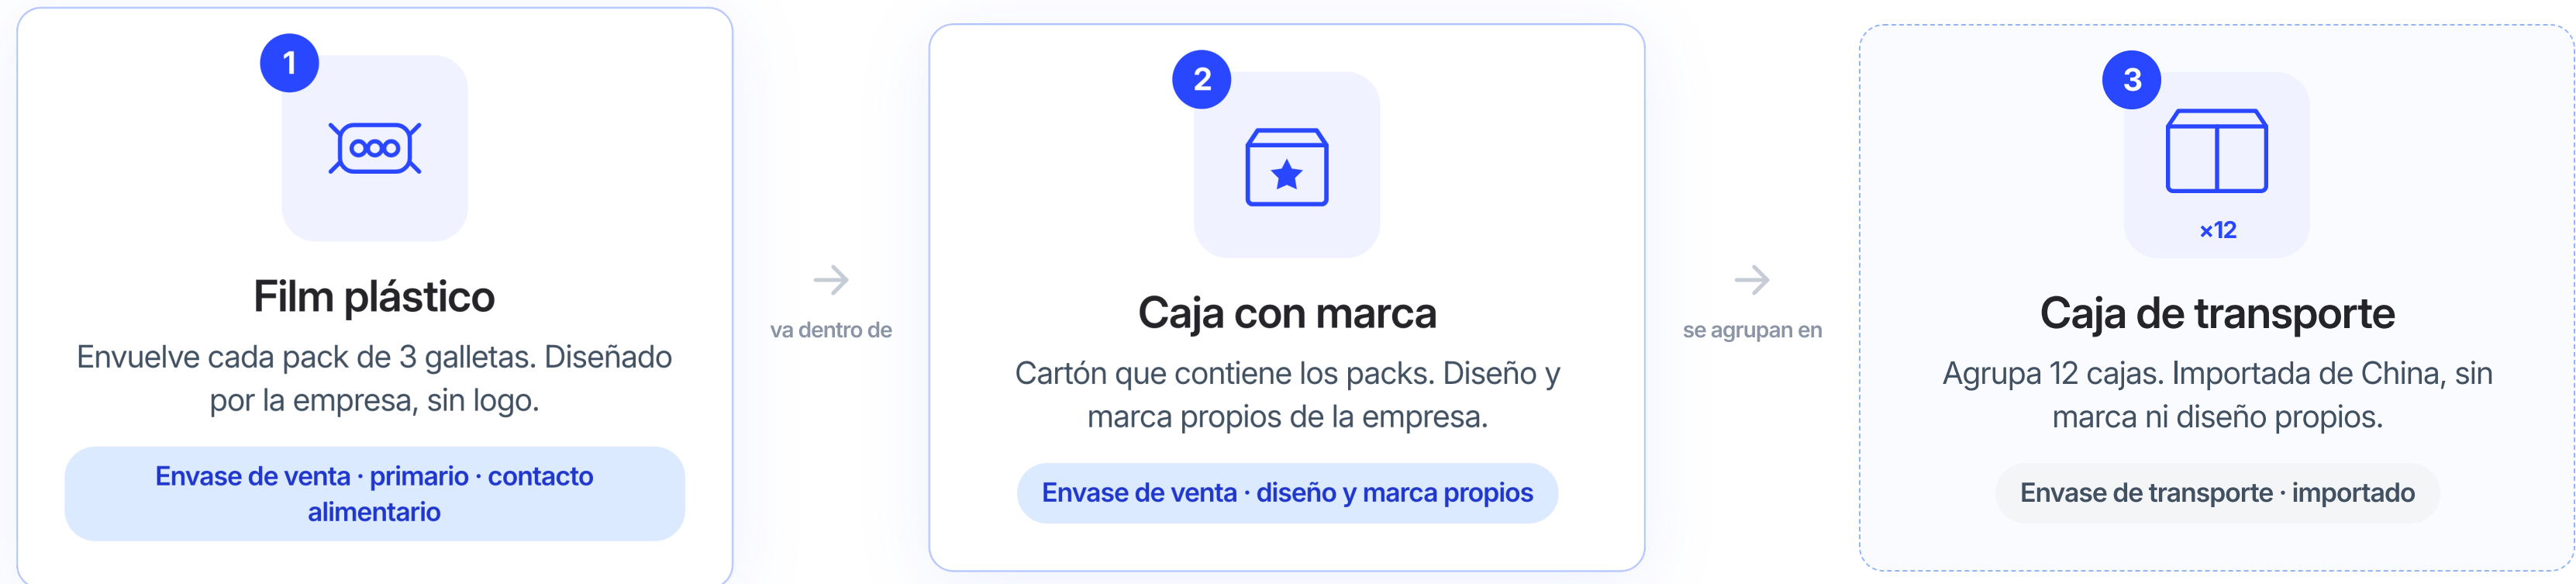 1
Film plástico
Envuelve cada pack de 3 galletas. Diseñado
por la empresa, sin logo.
Envase de venta · primario · contacto
alimentario
va dentro de
2
Caja con marca
Cartón que contiene los packs. Diseño y
marca propios de la empresa.
Envase de venta · diseño y marca propios
se agrupan en
3
×12
Caja de transporte
Agrupa 12 cajas. Importada de China, sin
marca ni diseño propios.
Envase de transporte · importado